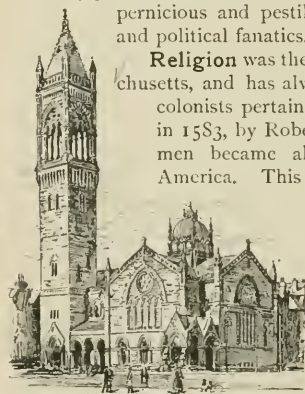 pernicious and pestil
and political fanatics.
Religion was the
chusetts, and has alw
colonists pertain
in 1583, by Robe
men became al
America. This